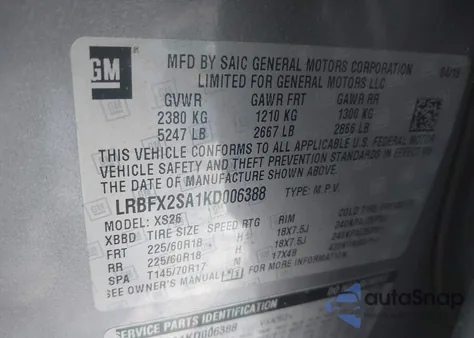 GM
MFD BY SAIC GENERAL MOTORS CORPORATION
LIMITED FOR GENERAL MOTORS LLC
GVWR GAWR FRT GAWR RR
2380 KG 1210 KG 1300 KG
5247 LB 2667 LB 2866 LB
THIS VEHICLE CONFORMS TO ALL APPLICABLE U.S. FEDERAL MOTOR
VEHICLE SAFETY AND THEFT PREVENTION STANDARDS IN EFFECT ON
THE DATE OF MANUFACTURE SHOWN ABOVE.
LRBFX2SA1KD006388 TYPE: M.P.V.
MODEL: XS26
XBBD TIRE SIZE SPEED RTG RIM COLD TIRE
FRT 225/60R18 H 18X7.5J
RR 225/60R18 H 18X7.5J
SPA T145/70R17 M 17X4B
SEE OWNER'S MANUAL FOR
SERVICE PARTS IDENTIFICATION
KD006388
autoSnap